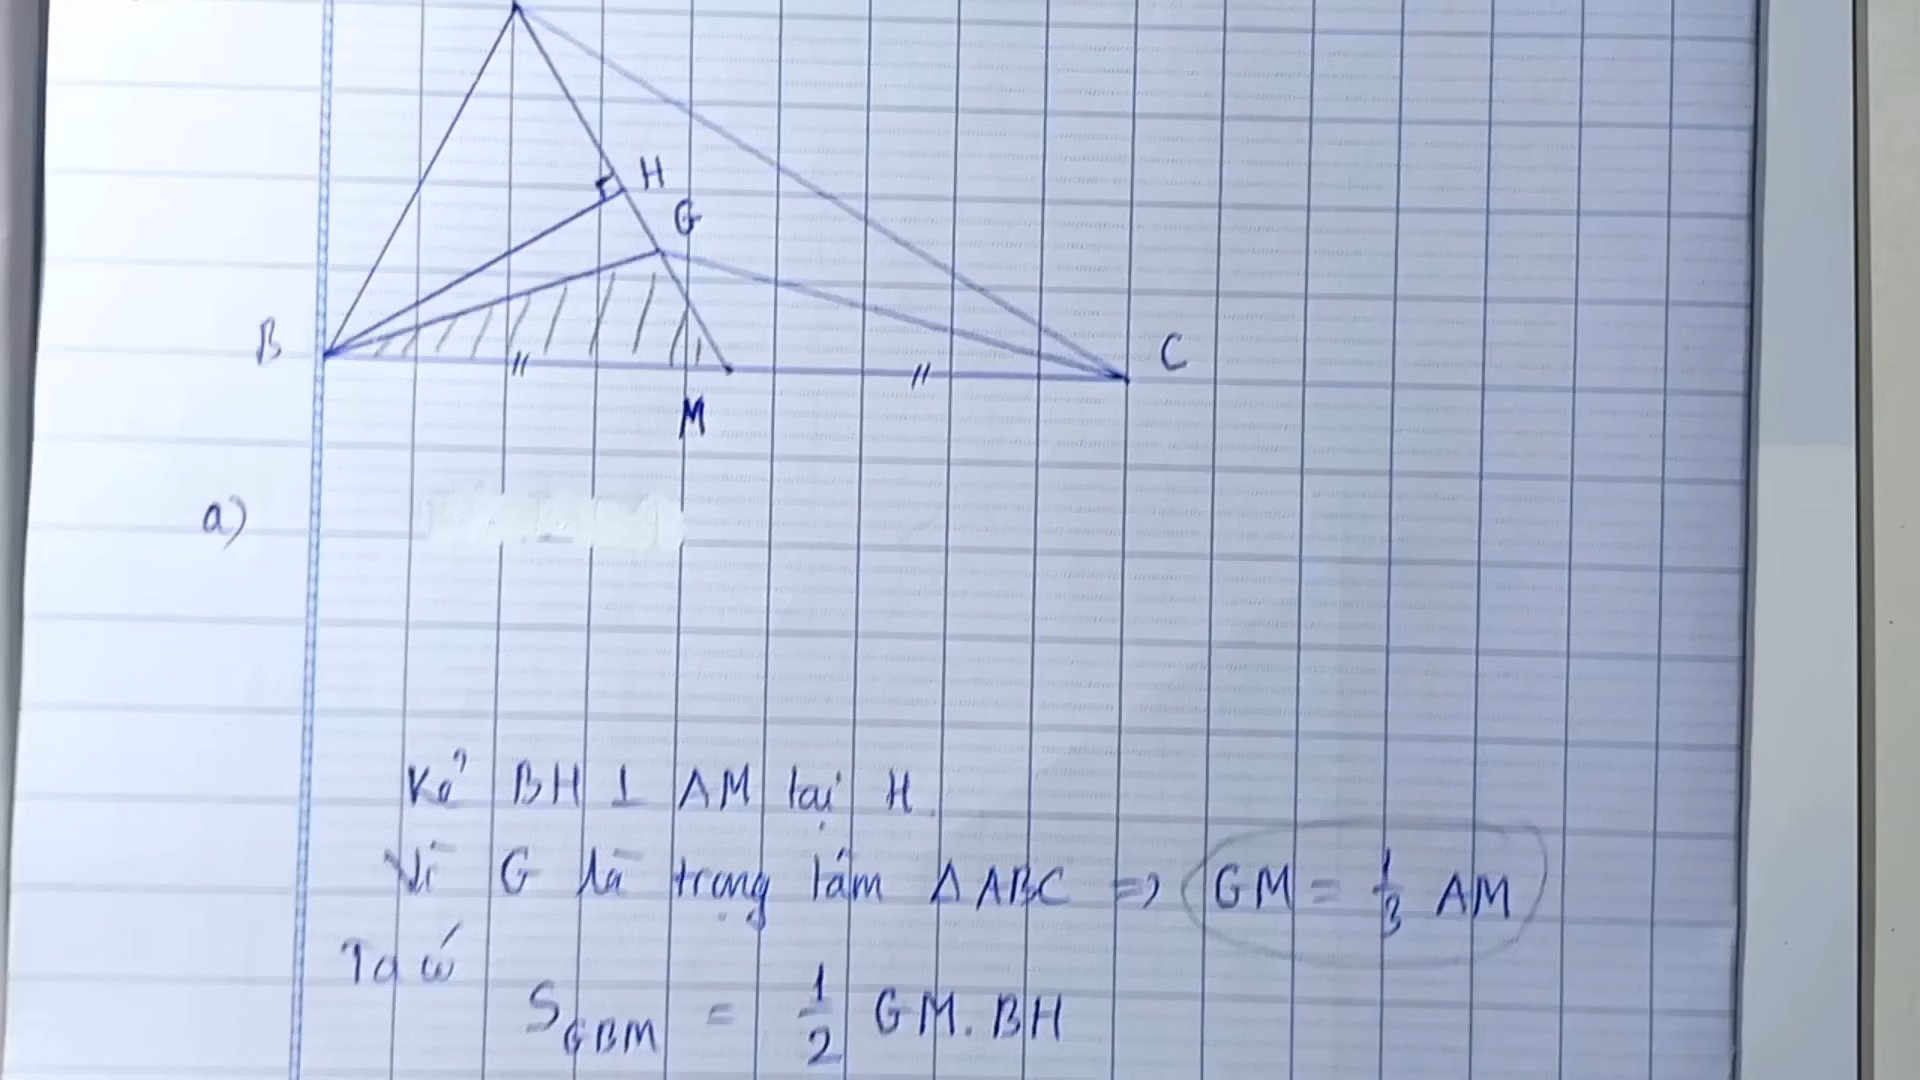 H
G
B
C
M
a)
Kẻ BH ⊥ AM tại H.
Vì G là trọng tâm Δ ABC => GM = 1/3 AM
Ta có
S_GBM = 1/2 GM. BH